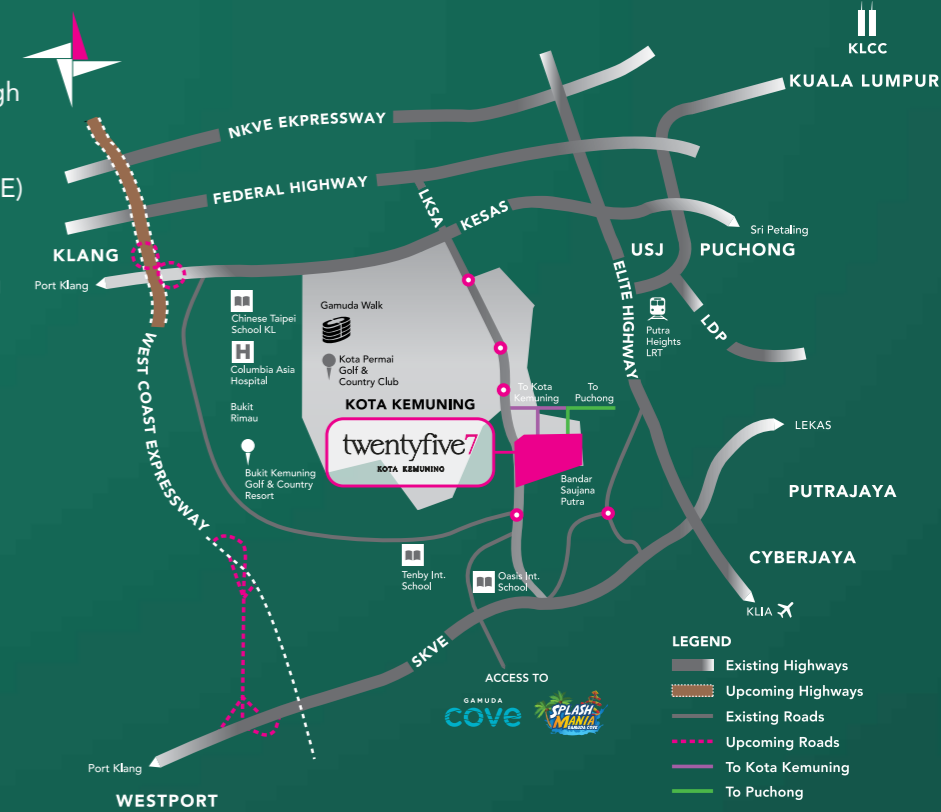 gh
E)
KLCC
KUALA LUMPUR
NKVE EKPRESSWAY
FEDERAL HIGHWAY
LKSA
KESAS
Sri Petaling
USJ
PUCHONG
KLANG
Port Klang
ELITE HIGHWAY
LDP
Putra
Heights
LRT
Chinese Taipei
School KL
Gamuda Walk
H
Columbia Asia
Hospital
Kota Permai
Golf &
Country Club
WEST COAST EXPRESSWAY
Bukit
Rimau
KOTA KEMUNING
To Kota
Kemuning
To
Puchong
twentyfive7
KOTA KEMUNING
Bukit Kemuning
Golf & Country
Resort
Bandar
Saujana
Putra
LEKAS
PUTRAJAYA
CYBERJAYA
Tenby Int.
School
Oasis Int.
School
KLIA
SKVE
ACCESS TO
GAMUDA
cove
SPLASH
MANIA
GAMUDA COVE
Port Klang
WESTPORT
LEGEND
Existing Highways
Upcoming Highways
Existing Roads
Upcoming Roads
To Kota Kemuning
To Puchong